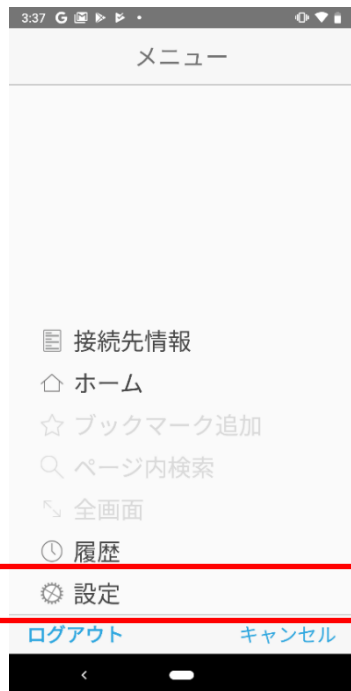 3:37 G
メニュー
接続先情報
ホーム
ブックマーク追加
ページ内検索
全画面
履歴
設定
ログアウト キャンセル